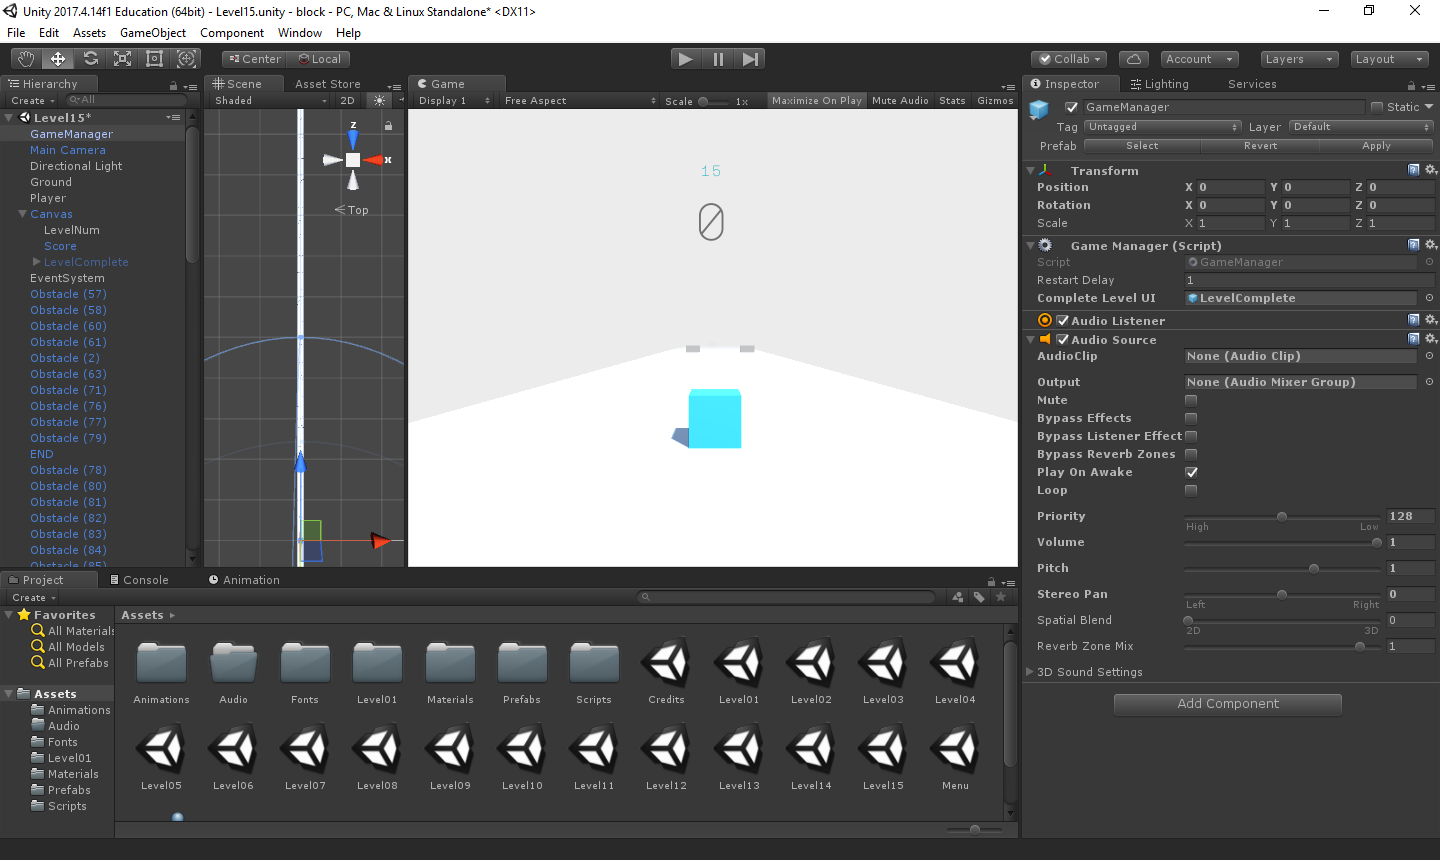 Unity 2017.4.14f1 Education (64bit) - Level15.unity - block - PC, Mac & Linux Standalone* <DX11>
File Edit Assets GameObject Component Window Help
Center Local
Collab Account Layers Layout
Hierarchy
Create All
Level15*
GameManager
Main Camera
Directional Light
Ground
Player
Canvas
LevelNum
Score
LevelComplete
EventSystem
Obstacle (57)
Obstacle (58)
Obstacle (60)
Obstacle (61)
Obstacle (2)
Obstacle (63)
Obstacle (71)
Obstacle (76)
Obstacle (77)
Obstacle (79)
END
Obstacle (78)
Obstacle (80)
Obstacle (81)
Obstacle (82)
Obstacle (83)
Obstacle (84)
Obstacle (85)
Scene Asset Store
Shaded 2D
z
x
Top
Game
Display 1 Free Aspect Scale 1x Maximize On Play Mute Audio Stats Gizmos
15
0
Inspector Lighting Services
GameManager Static
Tag Untagged Layer Default
Prefab Select Revert Apply
Transform
Position X 0 Y 0 Z 0
Rotation X 0 Y 0 Z 0
Scale X 1 Y 1 Z 1
Game Manager (Script)
Script GameManager
Restart Delay 1
Complete Level UI LevelComplete
Audio Listener
Audio Source
AudioClip None (Audio Clip)
Output None (Audio Mixer Group)
Mute
Bypass Effects
Bypass Listener Effect
Bypass Reverb Zones
Play On Awake
Loop
Priority 128
High Low
Volume 1
Pitch 1
Stereo Pan 0
Left Right
Spatial Blend 0
2D 3D
Reverb Zone Mix 1
3D Sound Settings
Add Component
Project Console Animation
Create
Favorites
All Materials
All Models
All Prefabs
Assets
Animations
Audio
Fonts
Level01
Materials
Prefabs
Scripts
Assets
Animations Audio Fonts Level01 Materials Prefabs Scripts Credits Level01 Level02 Level03 Level04
Level05 Level06 Level07 Level08 Level09 Level10 Level11 Level12 Level13 Level14 Level15 Menu